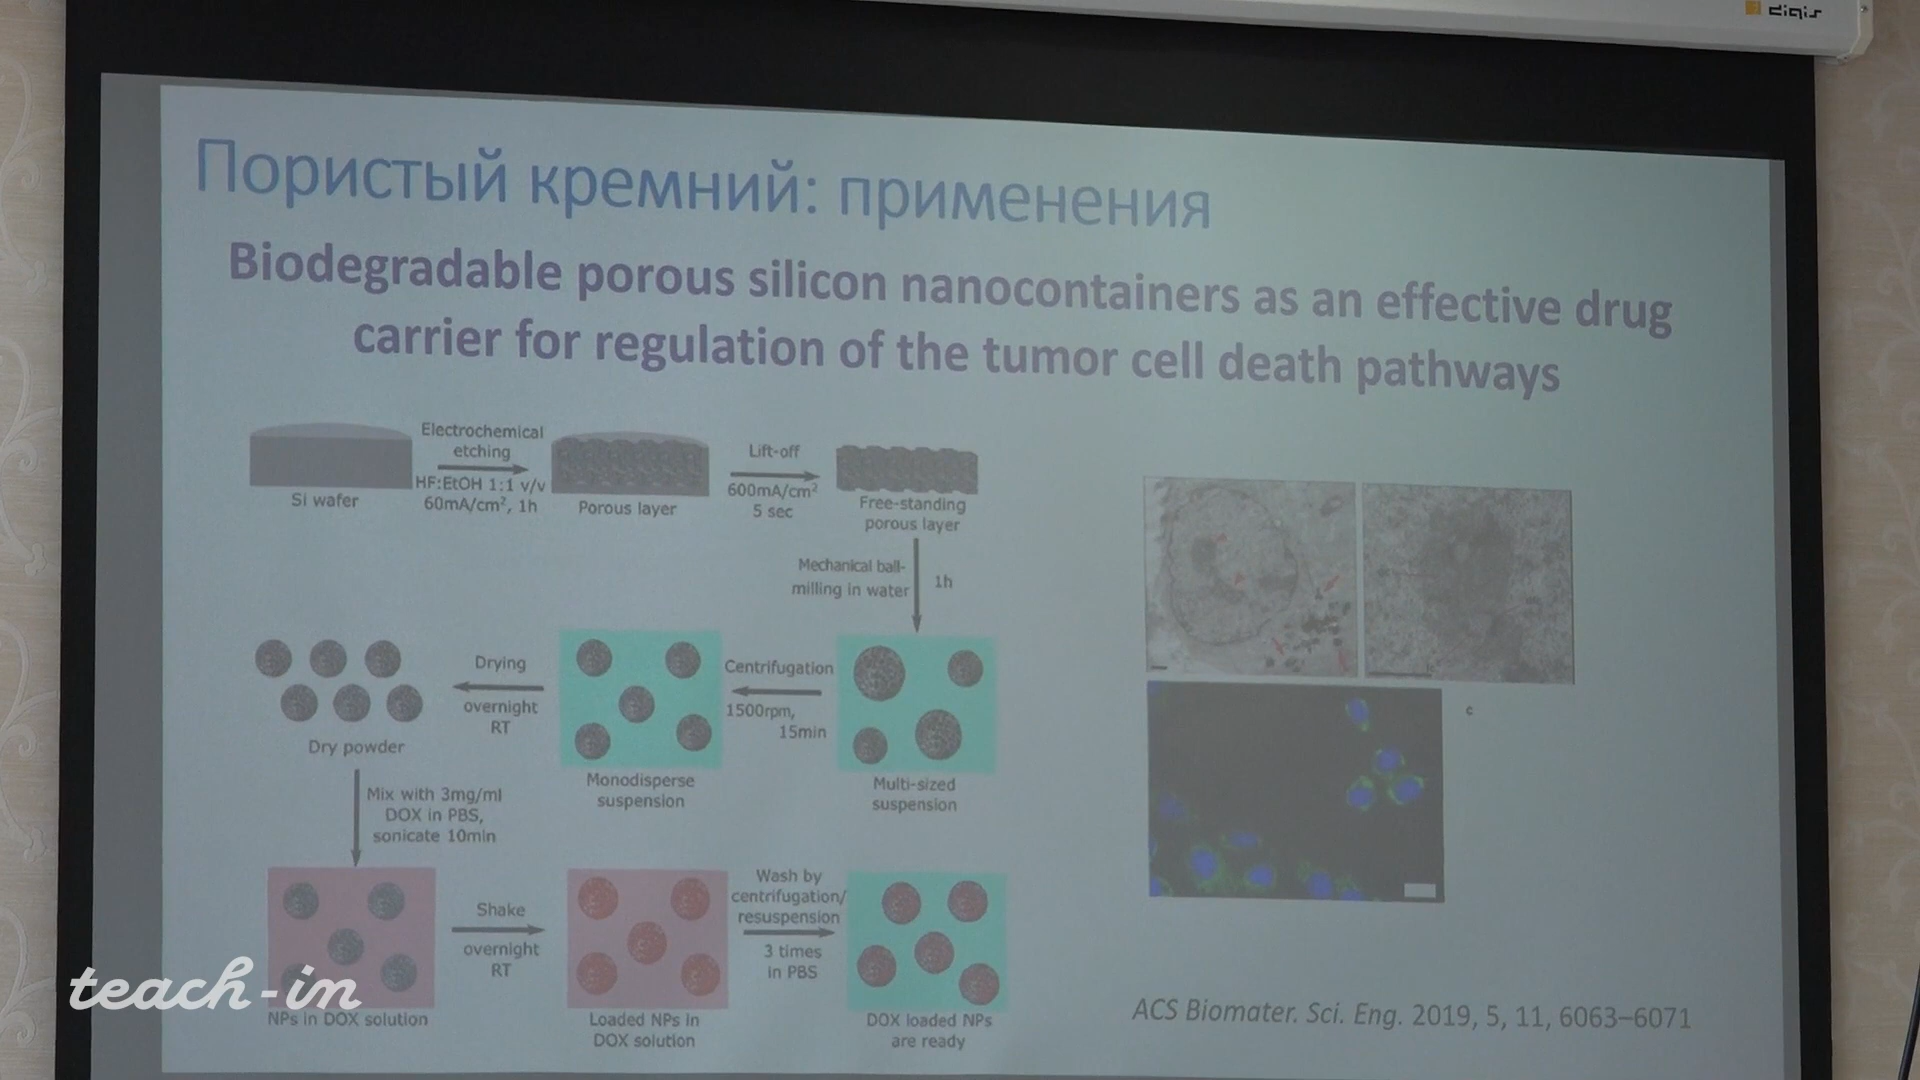 digis
Пористый кремний: применения
Biodegradable porous silicon nanocontainers as an effective drug
carrier for regulation of the tumor cell death pathways
Electrochemical
etching
HF:EtOH 1:1 v/v
60mA/cm², 1h
Si wafer
Porous layer
Lift-off
600mA/cm²
5 sec
Free-standing
porous layer
Mechanical ball-
milling in water
1h
Drying
overnight
RT
Centrifugation
1500rpm,
15min
Dry powder
Monodisperse
suspension
Multi-sized
suspension
Mix with 3mg/ml
DOX in PBS,
sonicate 10min
Shake
overnight
RT
Wash by
centrifugation/
resuspension
3 times
in PBS
NPs in DOX solution
Loaded NPs in
DOX solution
DOX loaded NPs
are ready
c
ACS Biomater. Sci. Eng. 2019, 5, 11, 6063–6071
teach-in